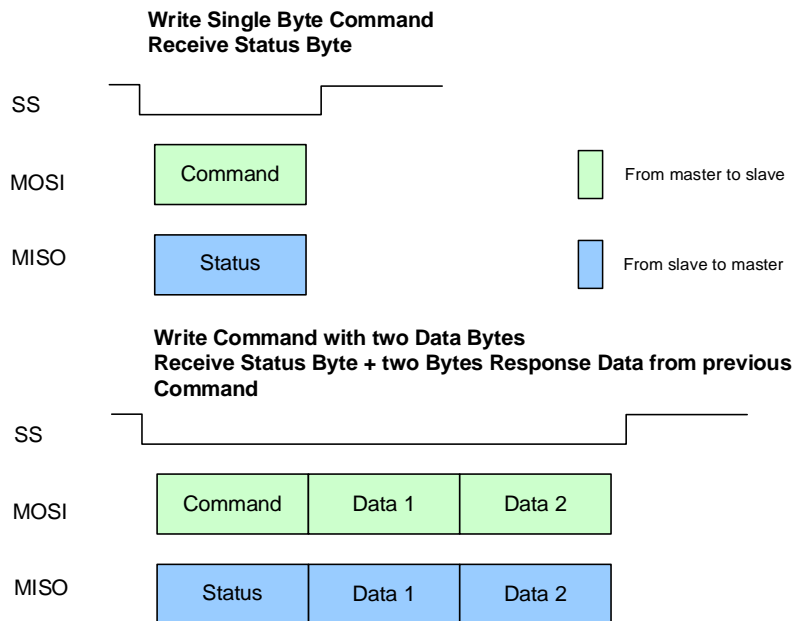 Write Single Byte Command
Receive Status Byte
SS
MOSI
Command
From master to slave
MISO
Status
From slave to master
Write Command with two Data Bytes
Receive Status Byte + two Bytes Response Data from previous
Command
SS
MOSI
Command
Data 1
Data 2
MISO
Status
Data 1
Data 2